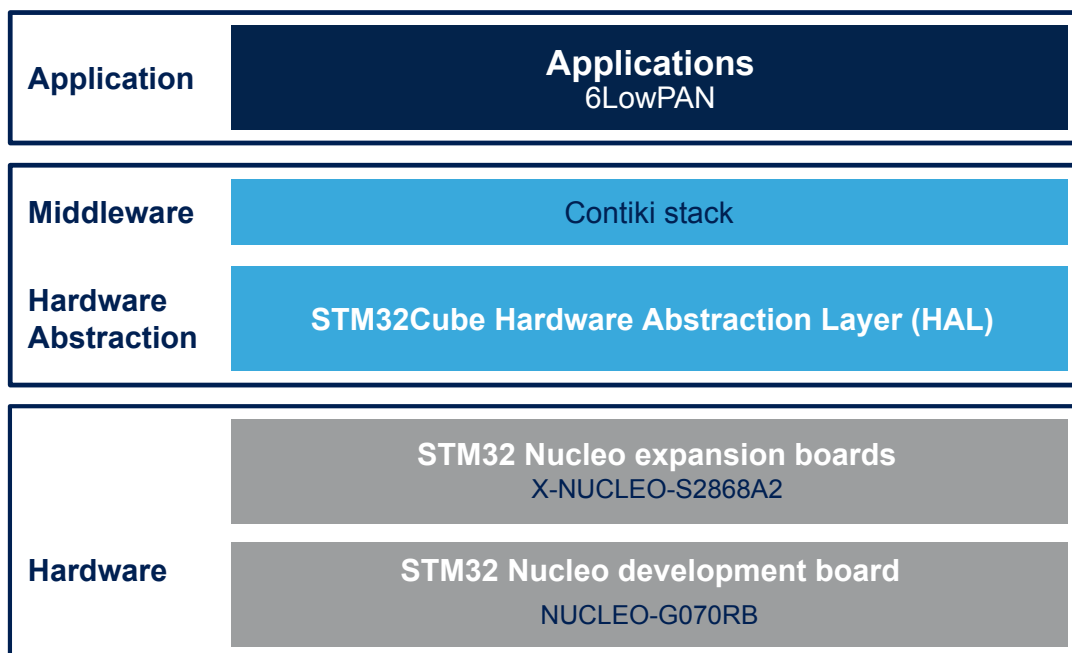 Application
Applications
6LowPAN
Middleware
Contiki stack
Hardware
Abstraction
STM32Cube Hardware Abstraction Layer (HAL)
Hardware
STM32 Nucleo expansion boards
X-NUCLEO-S2868A2
STM32 Nucleo development board
NUCLEO-G070RB